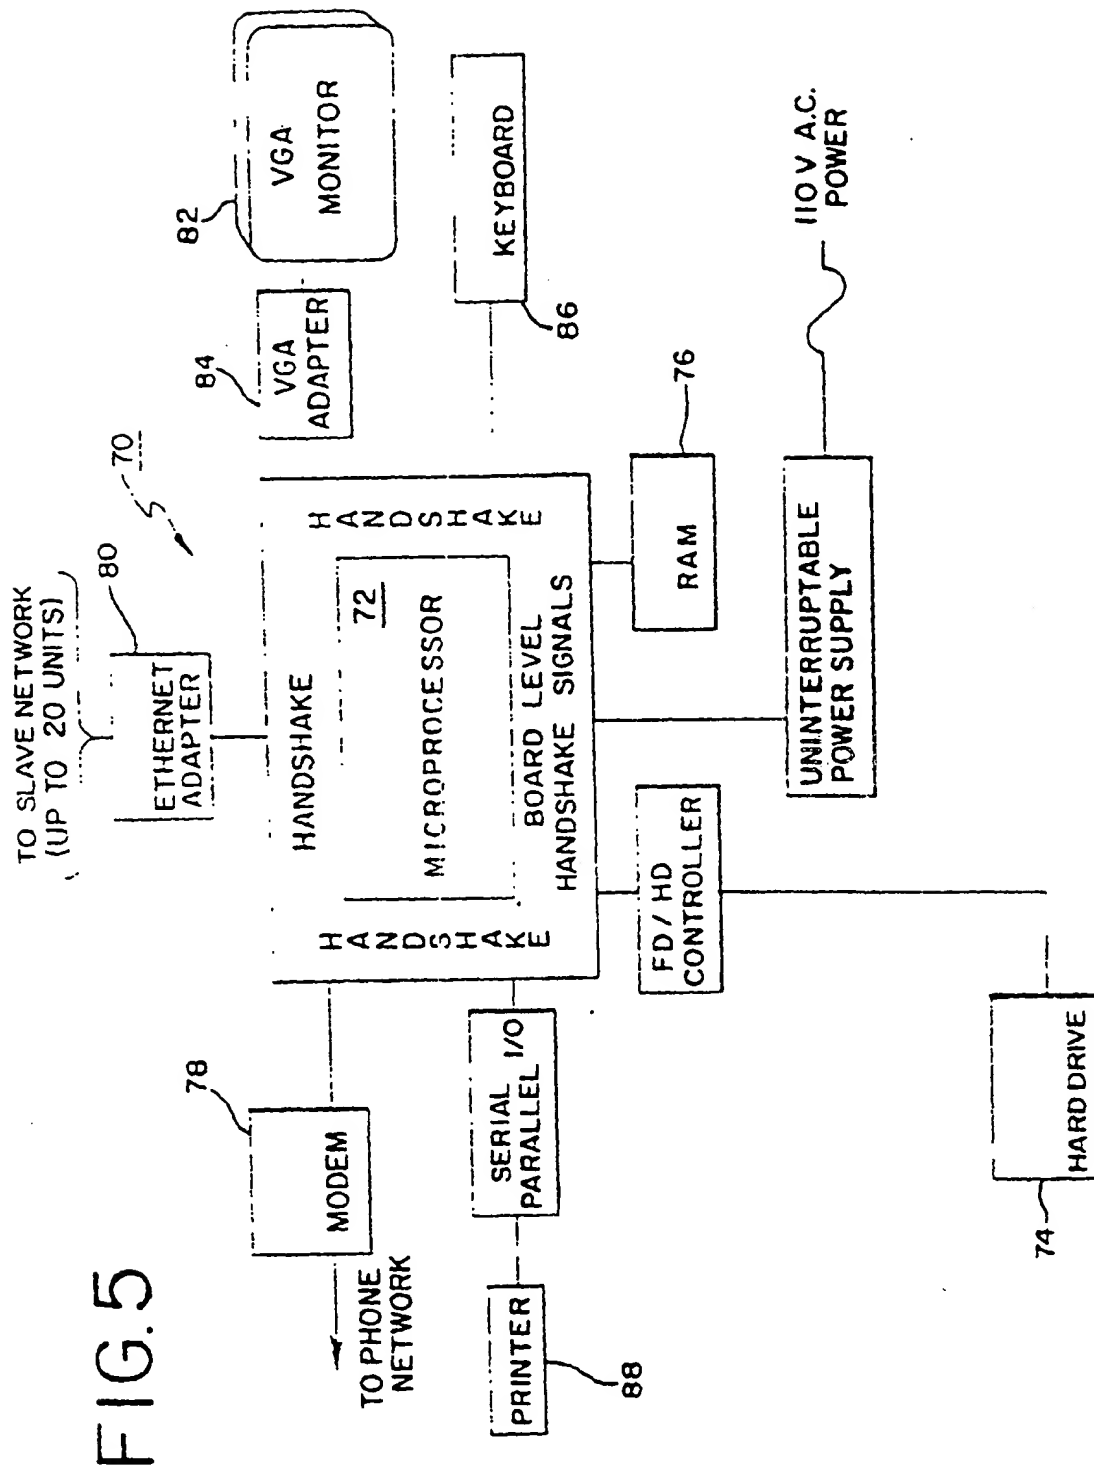 FIG. 5
TO SLAVE NETWORK
(UP TO 20 UNITS)
80
70
ETHERNET
ADAPTER
78
MODEM
TO PHONE
NETWORK
HANDSHAKE
HANDSHAKE
HANDSHAKE
72
MICROPROCESSOR
BOARD LEVEL
HANDSHAKE SIGNALS
84
VGA
ADAPTER
82
VGA
MONITOR
KEYBOARD
86
SERIAL
PARALLEL I/O
PRINTER
88
FD / HD
CONTROLLER
RAM
76
UNINTERRUPTABLE
POWER SUPPLY
110 V A.C.
POWER
HARD DRIVE
74